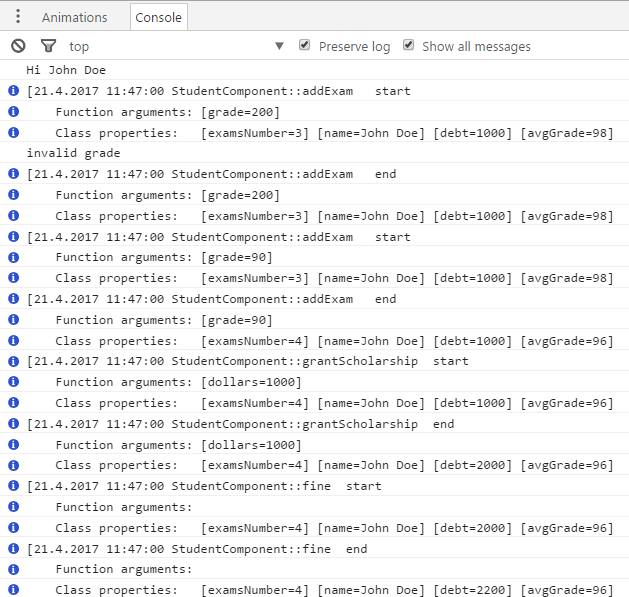 Animations Console
top Preserve log Show all messages
Hi John Doe
[21.4.2017 11:47:00 StudentComponent::addExam start
Function arguments: [grade=200]
Class properties: [examsNumber=3] [name=John Doe] [debt=1000] [avgGrade=98]
invalid grade
[21.4.2017 11:47:00 StudentComponent::addExam end
Function arguments: [grade=200]
Class properties: [examsNumber=3] [name=John Doe] [debt=1000] [avgGrade=98]
[21.4.2017 11:47:00 StudentComponent::addExam start
Function arguments: [grade=90]
Class properties: [examsNumber=3] [name=John Doe] [debt=1000] [avgGrade=98]
[21.4.2017 11:47:00 StudentComponent::addExam end
Function arguments: [grade=90]
Class properties: [examsNumber=4] [name=John Doe] [debt=1000] [avgGrade=96]
[21.4.2017 11:47:00 StudentComponent::grantScholarship start
Function arguments: [dollars=1000]
Class properties: [examsNumber=4] [name=John Doe] [debt=1000] [avgGrade=96]
[21.4.2017 11:47:00 StudentComponent::grantScholarship end
Function arguments: [dollars=1000]
Class properties: [examsNumber=4] [name=John Doe] [debt=2000] [avgGrade=96]
[21.4.2017 11:47:00 StudentComponent::fine start
Function arguments:
Class properties: [examsNumber=4] [name=John Doe] [debt=2000] [avgGrade=96]
[21.4.2017 11:47:00 StudentComponent::fine end
Function arguments:
Class properties: [examsNumber=4] [name=John Doe] [debt=2200] [avgGrade=96]